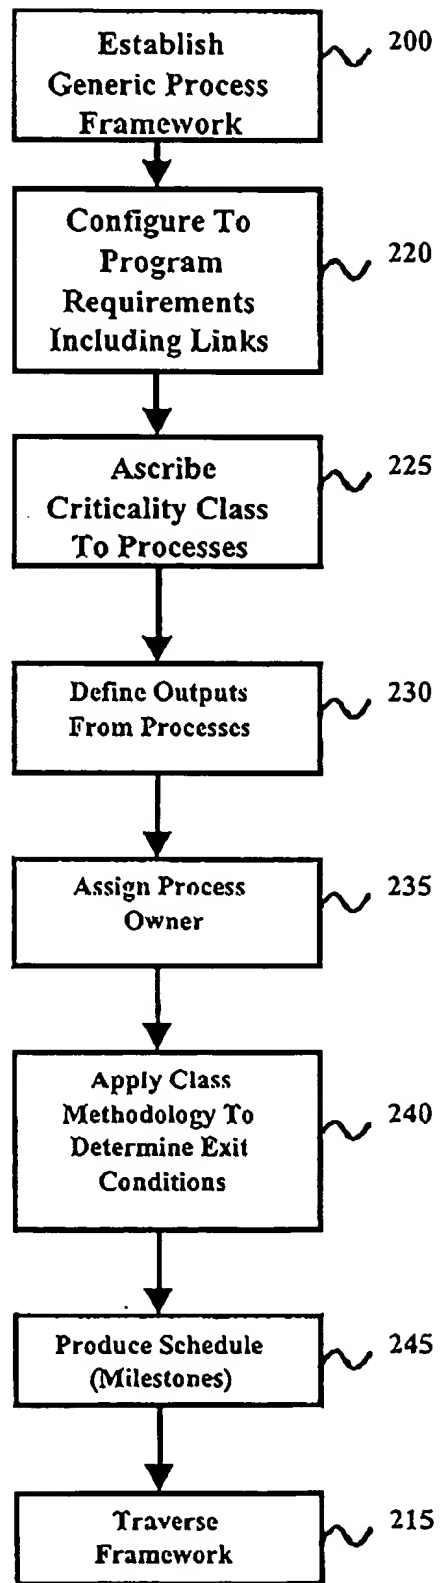 Establish
Generic Process
Framework
200
Configure To
Program
Requirements
Including Links
220
Ascribe
Criticality Class
To Processes
225
Define Outputs
From Processes
230
Assign Process
Owner
235
Apply Class
Methodology To
Determine Exit
Conditions
240
Produce Schedule
(Milestones)
245
Traverse
Framework
215